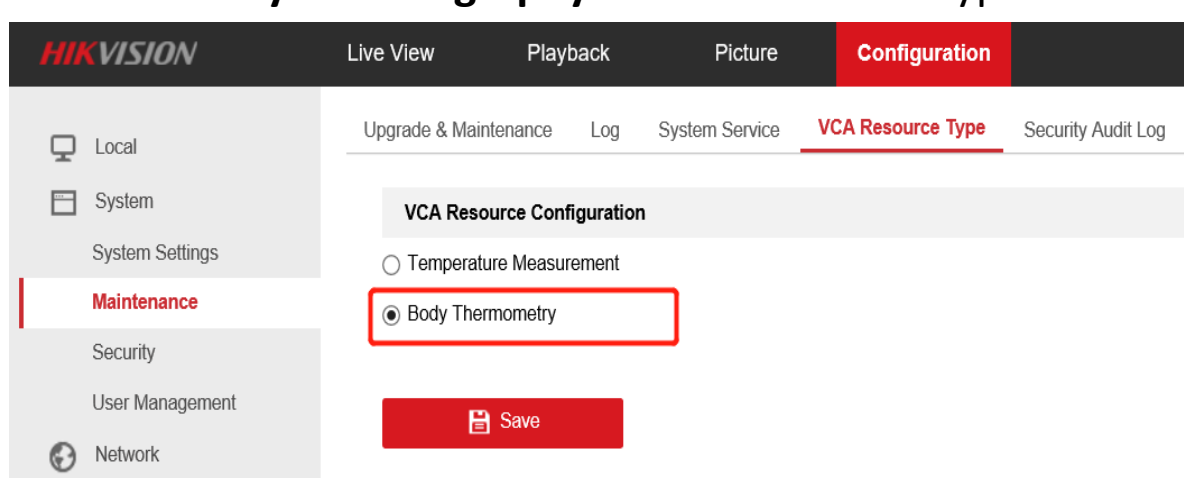 HIKVISION Live View Playback Picture Configuration
Upgrade & Maintenance Log System Service VCA Resource Type Security Audit Log
Local
System
System Settings
Maintenance
Security
User Management
Network
VCA Resource Configuration
Temperature Measurement
Body Thermometry
Save